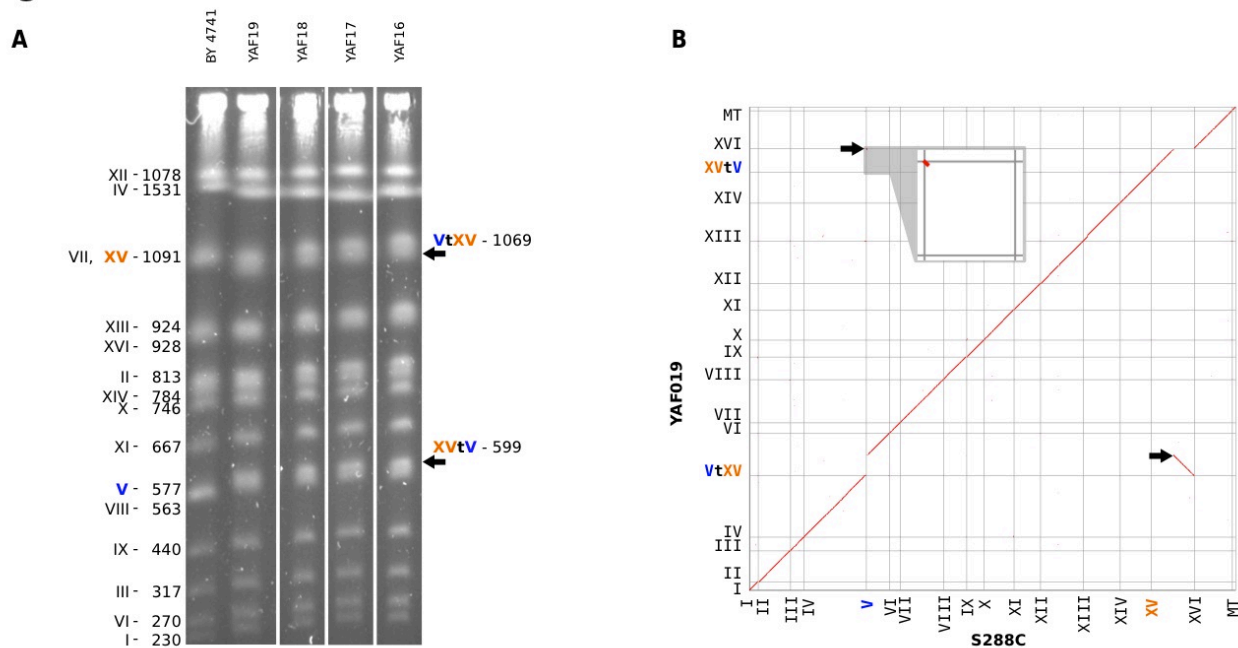 A
BY 4741
YAF19
YAF18
YAF17
YAF16
XII - 1078
IV - 1531
VII, XV - 1091
XIII - 924
XVI - 928
II - 813
XIV - 784
X - 746
XI - 667
V - 577
VIII - 563
IX - 440
III - 317
VI - 270
I - 230
VtXV - 1069
XVtV - 599
B
YAF019
MT
XVI
XVtV
XIV
XIII
XII
XI
X
IX
VIII
VII
VI
VtXV
IV
III
II
I
I
II
III
IV
V
VI
VII
VIII
IX
X
XI
XII
XIII
XIV
XV
XVI
MT
S288C